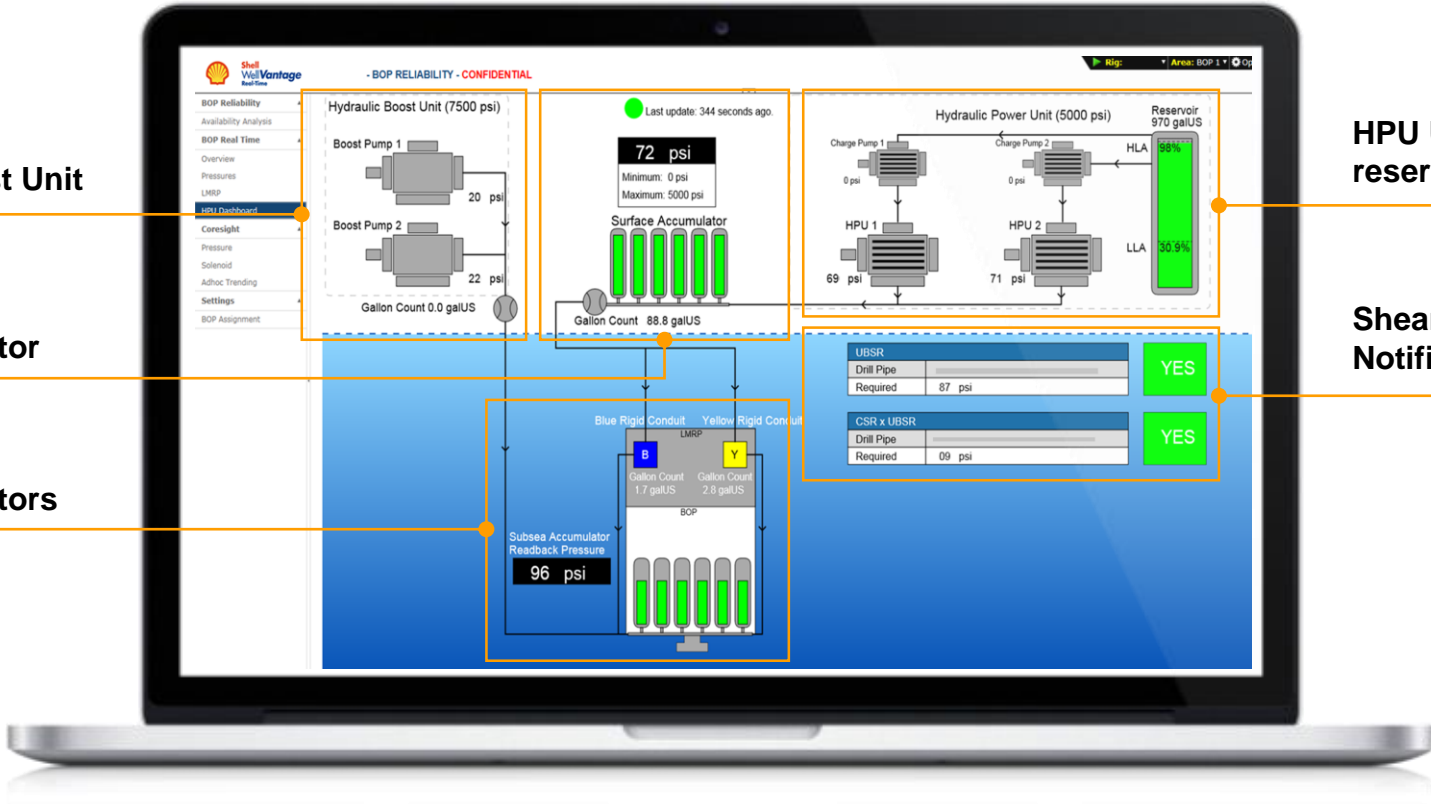 Shell
WellVantage
Real-Time
- BOP RELIABILITY - CONFIDENTIAL
Rig:
Area: BOP 1
Op
BOP Reliability
Availability Analysis
BOP Real Time
Overview
Pressures
LMRP
HPU Dashboard
Coresight
Pressure
Solenoid
Adhoc Trending
Settings
BOP Assignment
st Unit
tor
tors
Hydraulic Boost Unit (7500 psi)
Boost Pump 1
20 psi
Boost Pump 2
22 psi
Gallon Count 0.0 galUS
Last update: 344 seconds ago.
72 psi
Minimum: 0 psi
Maximum: 5000 psi
Surface Accumulator
Gallon Count 88.8 galUS
Hydraulic Power Unit (5000 psi)
Reservoir
970 galUS
Charge Pump 1
Charge Pump 2
HLA 98%
0 psi
0 psi
HPU 1
HPU 2
LLA 30.9%
69 psi
71 psi
HPU
reser
Shear
Notifi
UBSR
Drill Pipe
Required 87 psi
YES
CSR x UBSR
Drill Pipe
Required 09 psi
YES
Blue Rigid Conduit
Yellow Rigid Conduit
LMRP
B
Y
Gallon Count
1.7 galUS
Gallon Count
2.8 galUS
BOP
Subsea Accumulator
Readback Pressure
96 psi